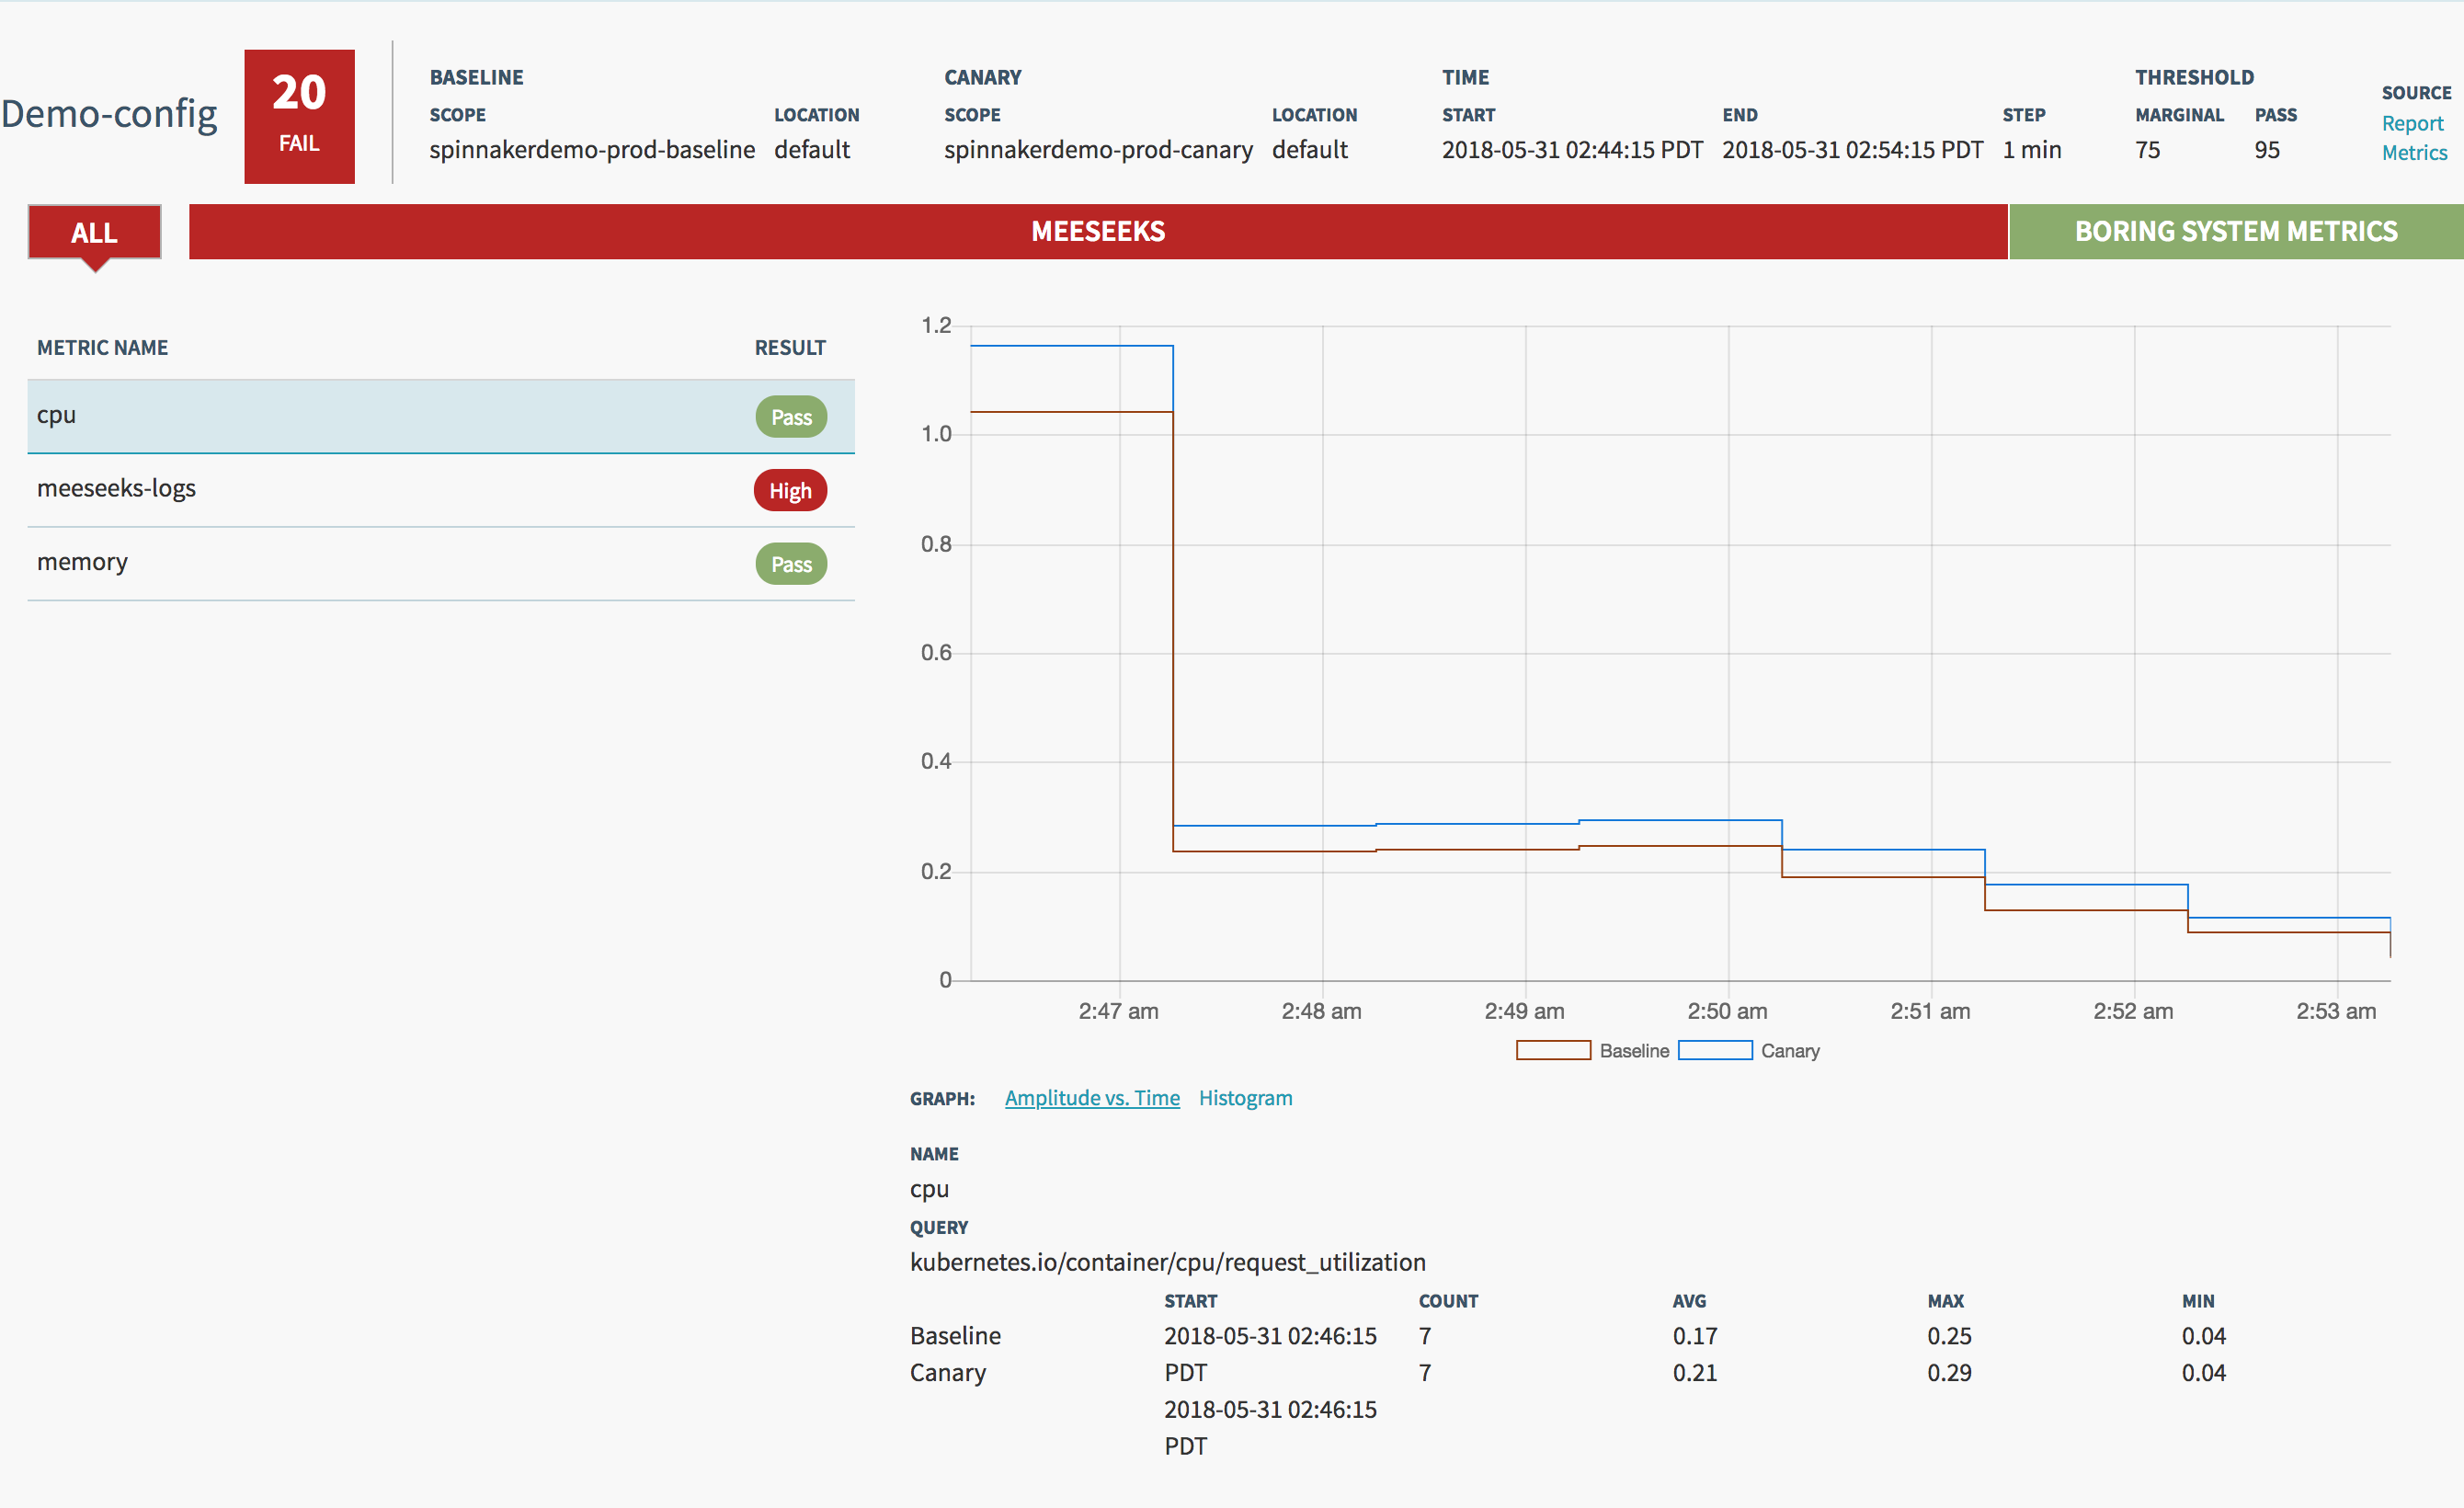 Demo-config
20
FAIL
BASELINE
SCOPE LOCATION
spinnakerdemo-prod-baseline default
CANARY
SCOPE LOCATION
spinnakerdemo-prod-canary default
TIME
START END STEP
2018-05-31 02:44:15 PDT 2018-05-31 02:54:15 PDT 1 min
THRESHOLD
MARGINAL PASS
75 95
SOURCE
Report
Metrics
ALL MEESEEKS BORING SYSTEM METRICS
METRIC NAME RESULT
cpu Pass
meeseeks-logs High
memory Pass
1.2
1.0
0.8
0.6
0.4
0.2
0
2:47 am 2:48 am 2:49 am 2:50 am 2:51 am 2:52 am 2:53 am
Baseline Canary
GRAPH: Amplitude vs. Time Histogram
NAME
cpu
QUERY
kubernetes.io/container/cpu/request_utilization
START COUNT AVG MAX MIN
Baseline 2018-05-31 02:46:15 7 0.17 0.25 0.04
Canary PDT 7 0.21 0.29 0.04
2018-05-31 02:46:15
PDT